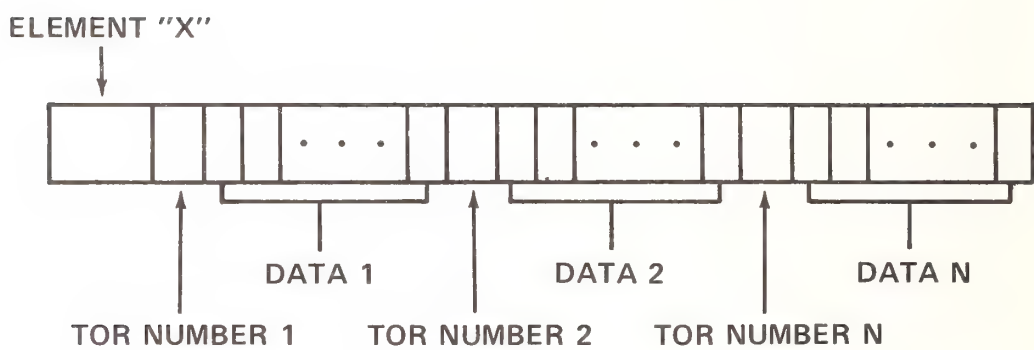 ELEMENT "X"
. . .
. . .
. . .
DATA 1
DATA 2
DATA N
TOR NUMBER 1
TOR NUMBER 2
TOR NUMBER N